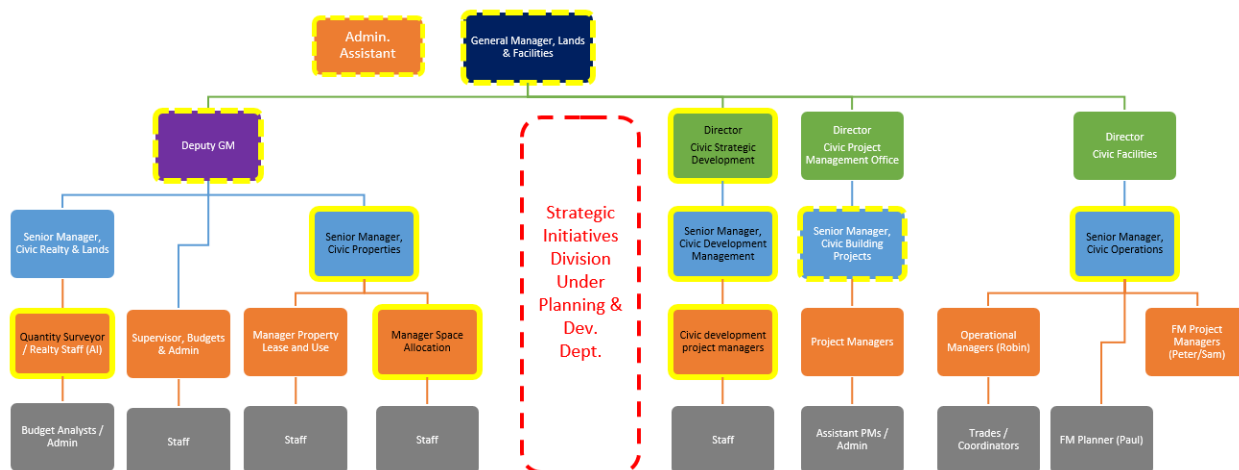 Admin.
Assistant
General Manager, Lands
& Facilities
Deputy GM
Director
Civic Strategic
Development
Director
Civic Project
Management Office
Director
Civic Facilities
Strategic
Initiatives
Division
Under
Planning &
Dev.
Dept.
Senior Manager,
Civic Realty & Lands
Senior Manager,
Civic Properties
Senior Manager,
Civic Development
Management
Senior Manager,
Civic Building
Projects
Senior Manager,
Civic Operations
Quantity Surveyor
/ Realty Staff (AI)
Supervisor, Budgets
& Admin
Manager Property
Lease and Use
Manager Space
Allocation
Civic development
project managers
Project Managers
Operational
Managers (Robin)
FM Project
Managers
(Peter/Sam)
Budget Analysts /
Admin
Staff
Staff
Staff
Staff
Assistant PMs /
Admin
Trades /
Coordinators
FM Planner (Paul)